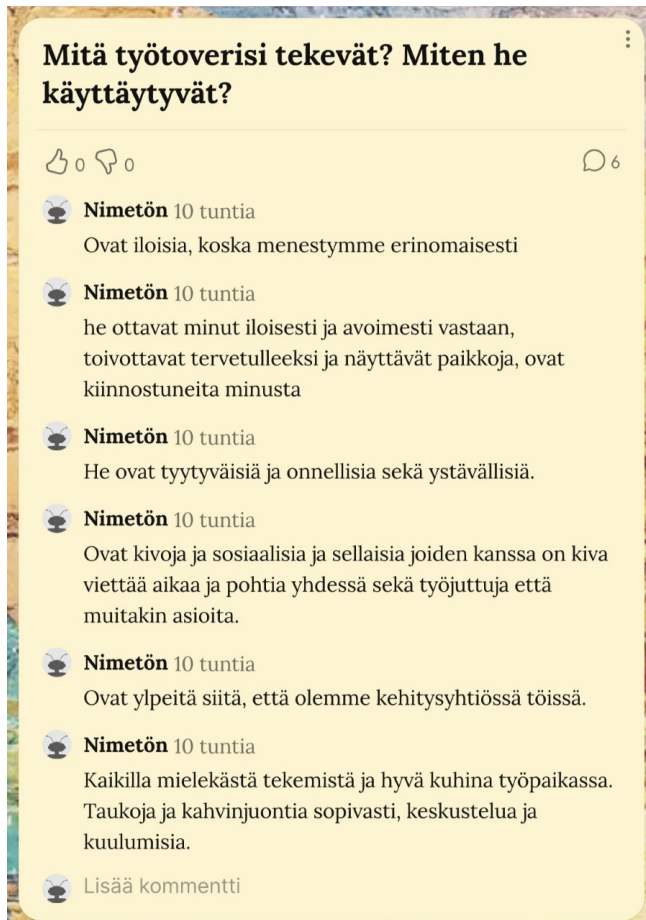 Mitä työtoverisi tekevät? Miten he
käyttäytyvät?
0 0 6
Nimetön 10 tuntia
Ovat iloisia, koska menestymme erinomaisesti
Nimetön 10 tuntia
he ottavat minut iloisesti ja avoimesti vastaan,
toivottavat tervetulleeksi ja näyttävät paikkoja, ovat
kiinnostuneita minusta
Nimetön 10 tuntia
He ovat tyytyväisiä ja onnellisia sekä ystävällisiä.
Nimetön 10 tuntia
Ovat kivoja ja sosiaalisia ja sellaisia joiden kanssa on kiva
viettää aikaa ja pohtia yhdessä sekä työjuttuja että
muitakin asioita.
Nimetön 10 tuntia
Ovat ylpeitä siitä, että olemme kehitysyhtiössä töissä.
Nimetön 10 tuntia
Kaikilla mielekästä tekemistä ja hyvä kuhina työpaikassa.
Taukoja ja kahvinjuontia sopivasti, keskustelua ja
kuulumisia.
Lisää kommentti